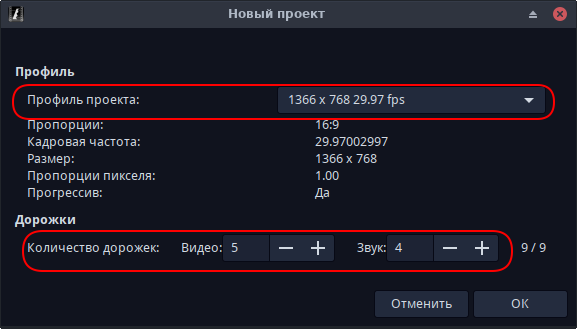 Новый проект
Профиль
Профиль проекта: 1366 x 768 29.97 fps
Пропорции: 16:9
Кадровая частота: 29.97002997
Размер: 1366 x 768
Пропорции пикселя: 1.00
Прогрессив: Да
Дорожки
Количество дорожек: Видео: 5 Звук: 4 9 / 9
Отменить ОК